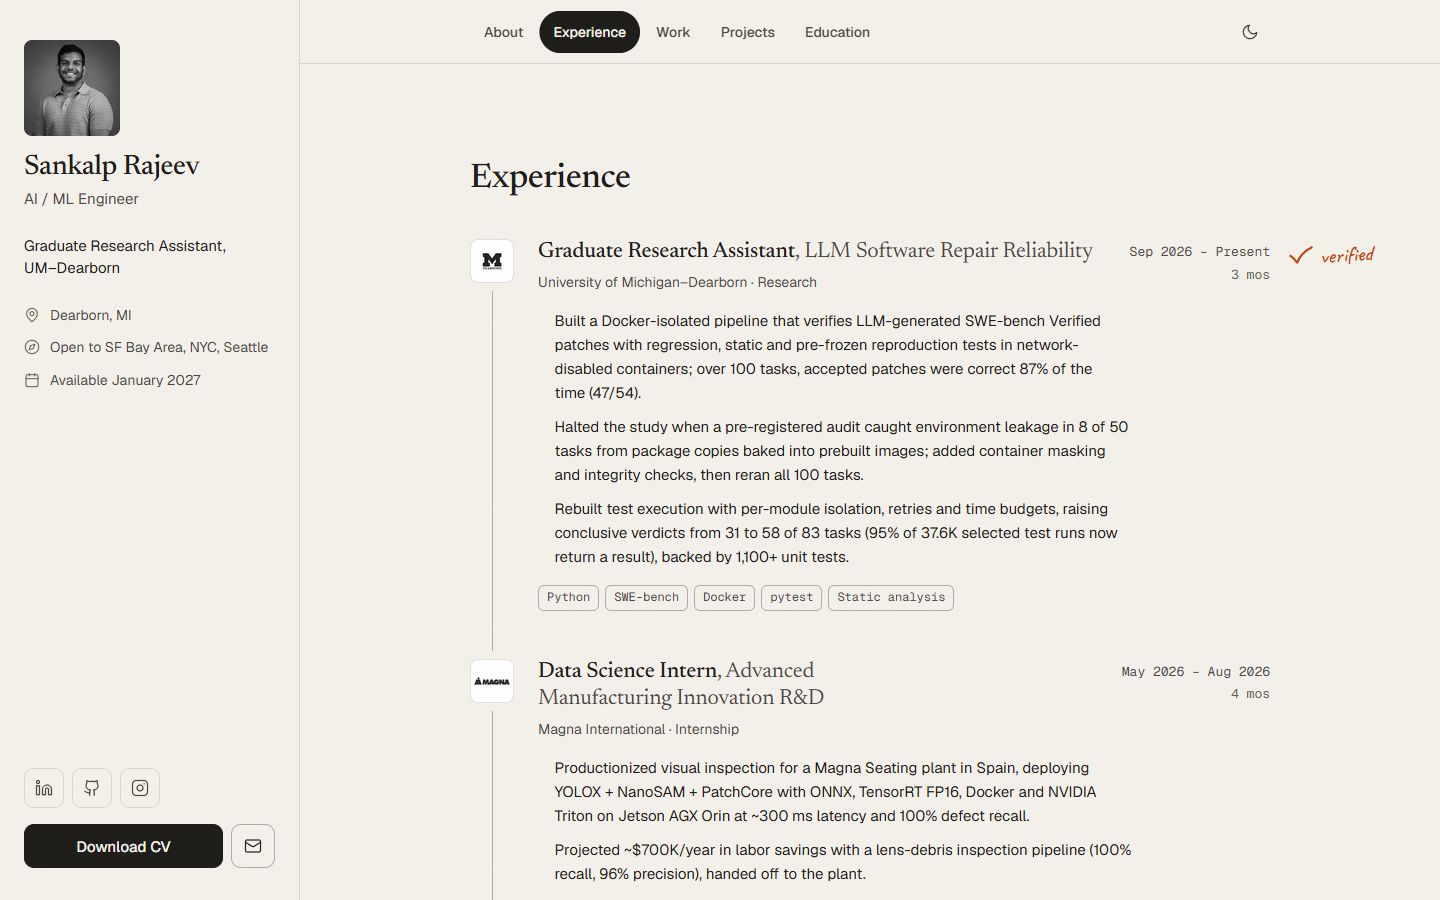 Sankalp Rajeev
AI / ML Engineer
Graduate Research Assistant,
UM–Dearborn
Dearborn, MI
Open to SF Bay Area, NYC, Seattle
Available January 2027
Download CV
About Experience Work Projects Education
Experience
Graduate Research Assistant, LLM Software Repair Reliability
Sep 2026 – Present
3 mos
verified
University of Michigan–Dearborn · Research
Built a Docker-isolated pipeline that verifies LLM-generated SWE-bench Verified
patches with regression, static and pre-frozen reproduction tests in network-
disabled containers; over 100 tasks, accepted patches were correct 87% of the
time (47/54).
Halted the study when a pre-registered audit caught environment leakage in 8 of 50
tasks from package copies baked into prebuilt images; added container masking
and integrity checks, then reran all 100 tasks.
Rebuilt test execution with per-module isolation, retries and time budgets, raising
conclusive verdicts from 31 to 58 of 83 tasks (95% of 37.6K selected test runs now
return a result), backed by 1,100+ unit tests.
Python SWE-bench Docker pytest Static analysis
MAGNA
Data Science Intern, Advanced
Manufacturing Innovation R&D
May 2026 – Aug 2026
4 mos
Magna International · Internship
Productionized visual inspection for a Magna Seating plant in Spain, deploying
YOLOX + NanoSAM + PatchCore with ONNX, TensorRT FP16, Docker and NVIDIA
Triton on Jetson AGX Orin at ~300 ms latency and 100% defect recall.
Projected ~$700K/year in labor savings with a lens-debris inspection pipeline (100%
recall, 96% precision), handed off to the plant.